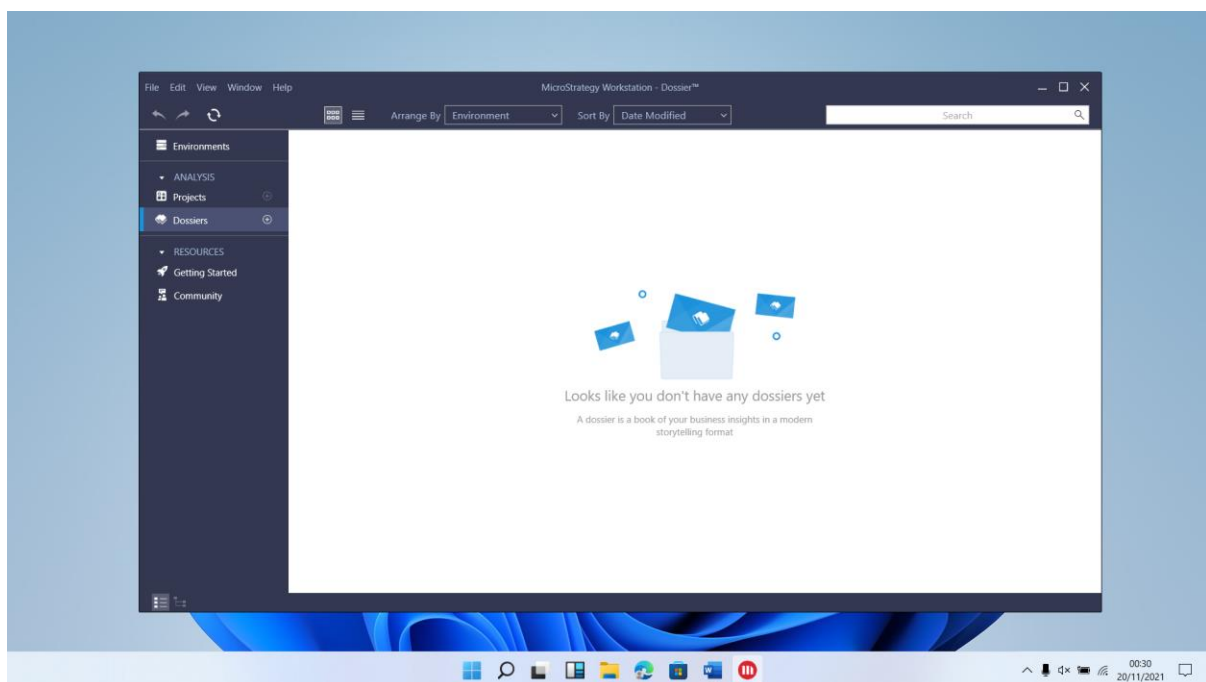 File Edit View Window Help
MicroStrategy Workstation - Dossier™
Arrange By Environment Sort By Date Modified Search
Environments
ANALYSIS
Projects
Dossiers
RESOURCES
Getting Started
Community
Looks like you don't have any dossiers yet
A dossier is a book of your business insights in a modern
storytelling format
00:30
20/11/2021